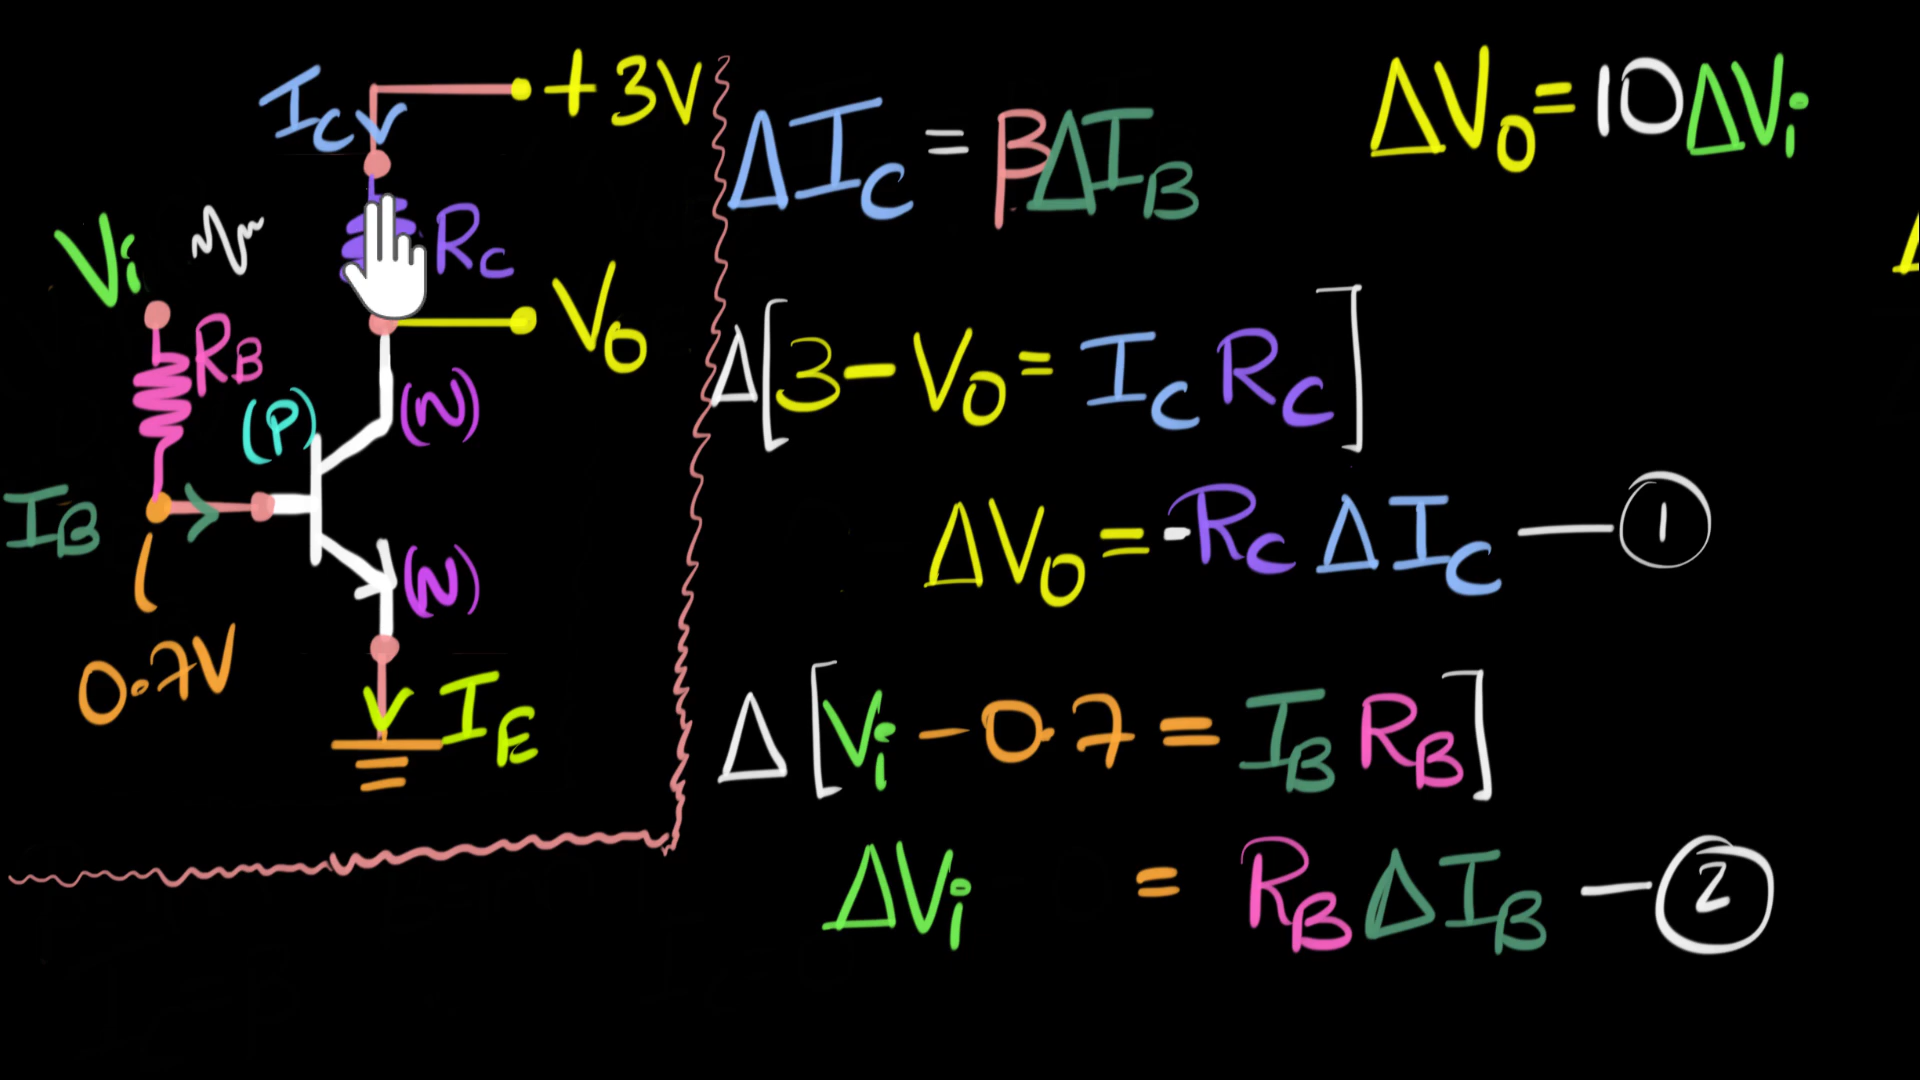 I_C
+3V
V_i
R_C
V_O
R_B
(P)
(N)
I_B
(N)
0.7V
I_E
ΔI_C = βΔI_B
ΔV_O = 10ΔV_i
Δ[3 - V_O = I_C R_C]
ΔV_O = -R_C ΔI_C — ①
Δ[V_i - 0.7 = I_B R_B]
ΔV_i = R_B ΔI_B — ②